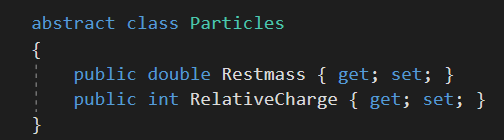 abstract class Particles
{
public double Restmass { get; set; }
public int RelativeCharge { get; set; }
}